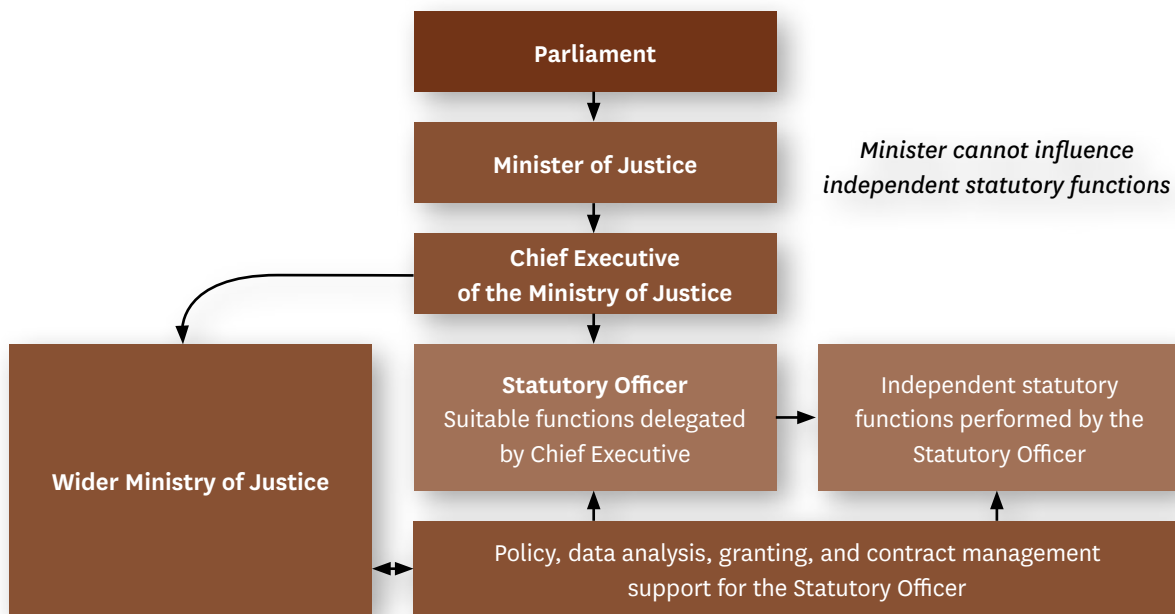 Parliament
Minister of Justice
Minister cannot influence
independent statutory functions
Chief Executive
of the Ministry of Justice
Wider Ministry of Justice
Statutory Officer
Suitable functions delegated
by Chief Executive
Independent statutory
functions performed by the
Statutory Officer
Policy, data analysis, granting, and contract management
support for the Statutory Officer